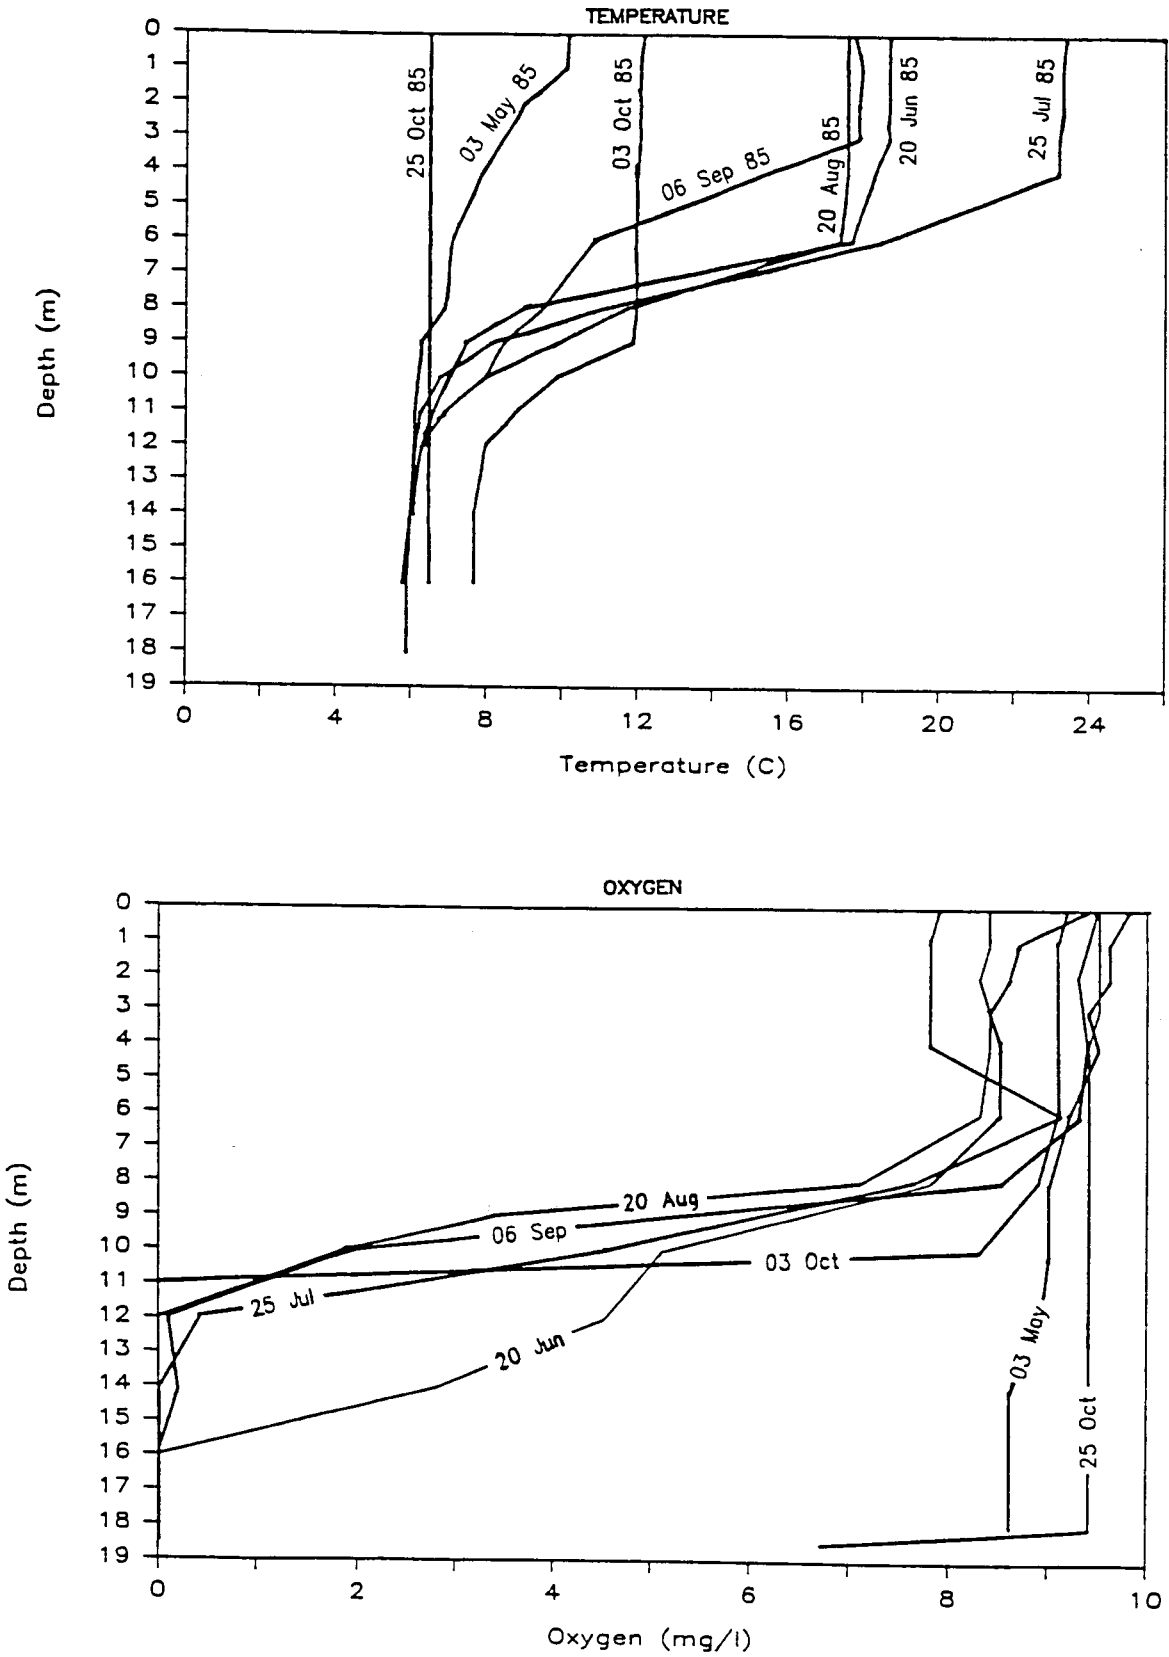 TEMPERATURE
0
1
2
3
4
5
6
7
8
9
10
11
12
13
14
15
16
17
18
19
Depth (m)
25 Oct 85
03 May 85
03 Oct 85
06 Sep 85
20 Aug 85
20 Jun 85
25 Jul 85
0 4 8 12 16 20 24
Temperature (C)
OXYGEN
0
1
2
3
4
5
6
7
8
9
10
11
12
13
14
15
16
17
18
19
Depth (m)
20 Aug
06 Sep
03 Oct
25 Jul
20 Jun
03 May
25 Oct
0 2 4 6 8 10
Oxygen (mg/l)